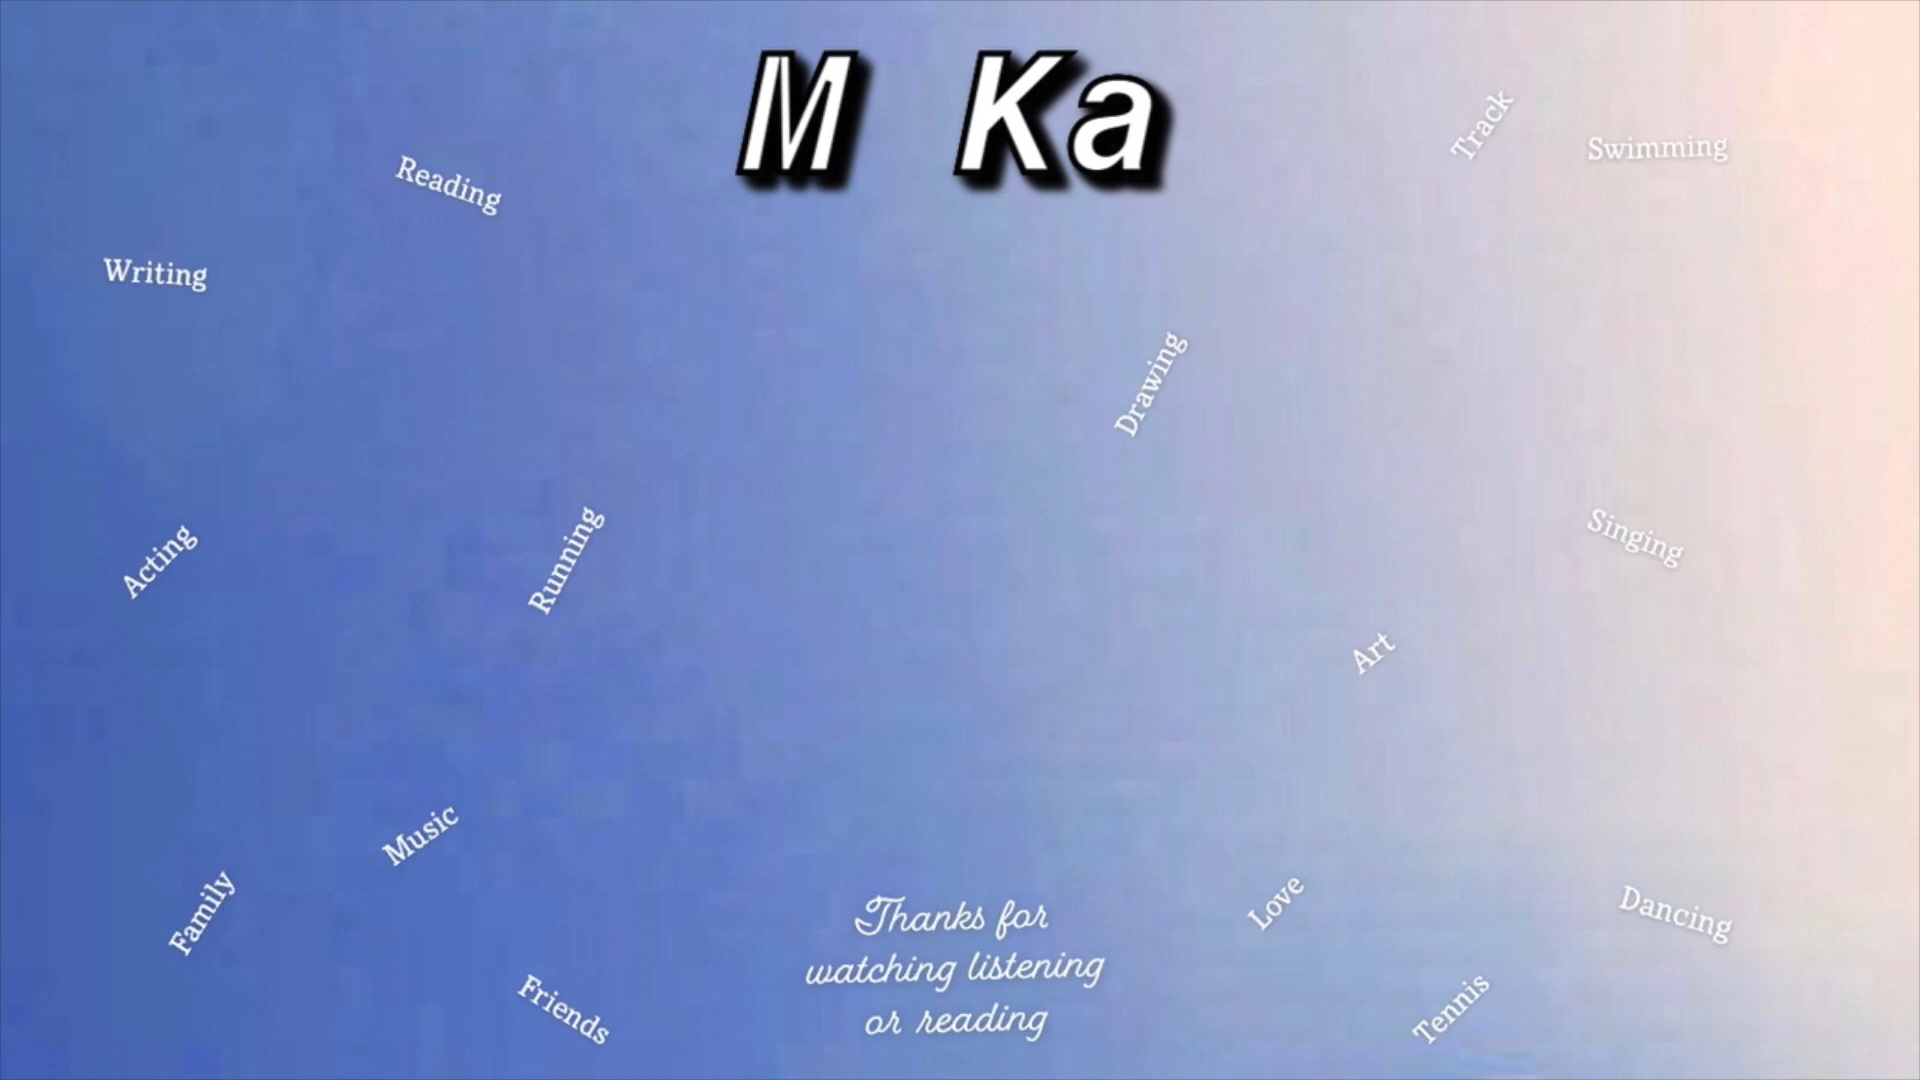 M Ka
Track
Swimming
Reading
Writing
Drawing
Acting
Running
Singing
Art
Music
Family
Love
Dancing
Thanks for
watching listening
or reading
Friends
Tennis